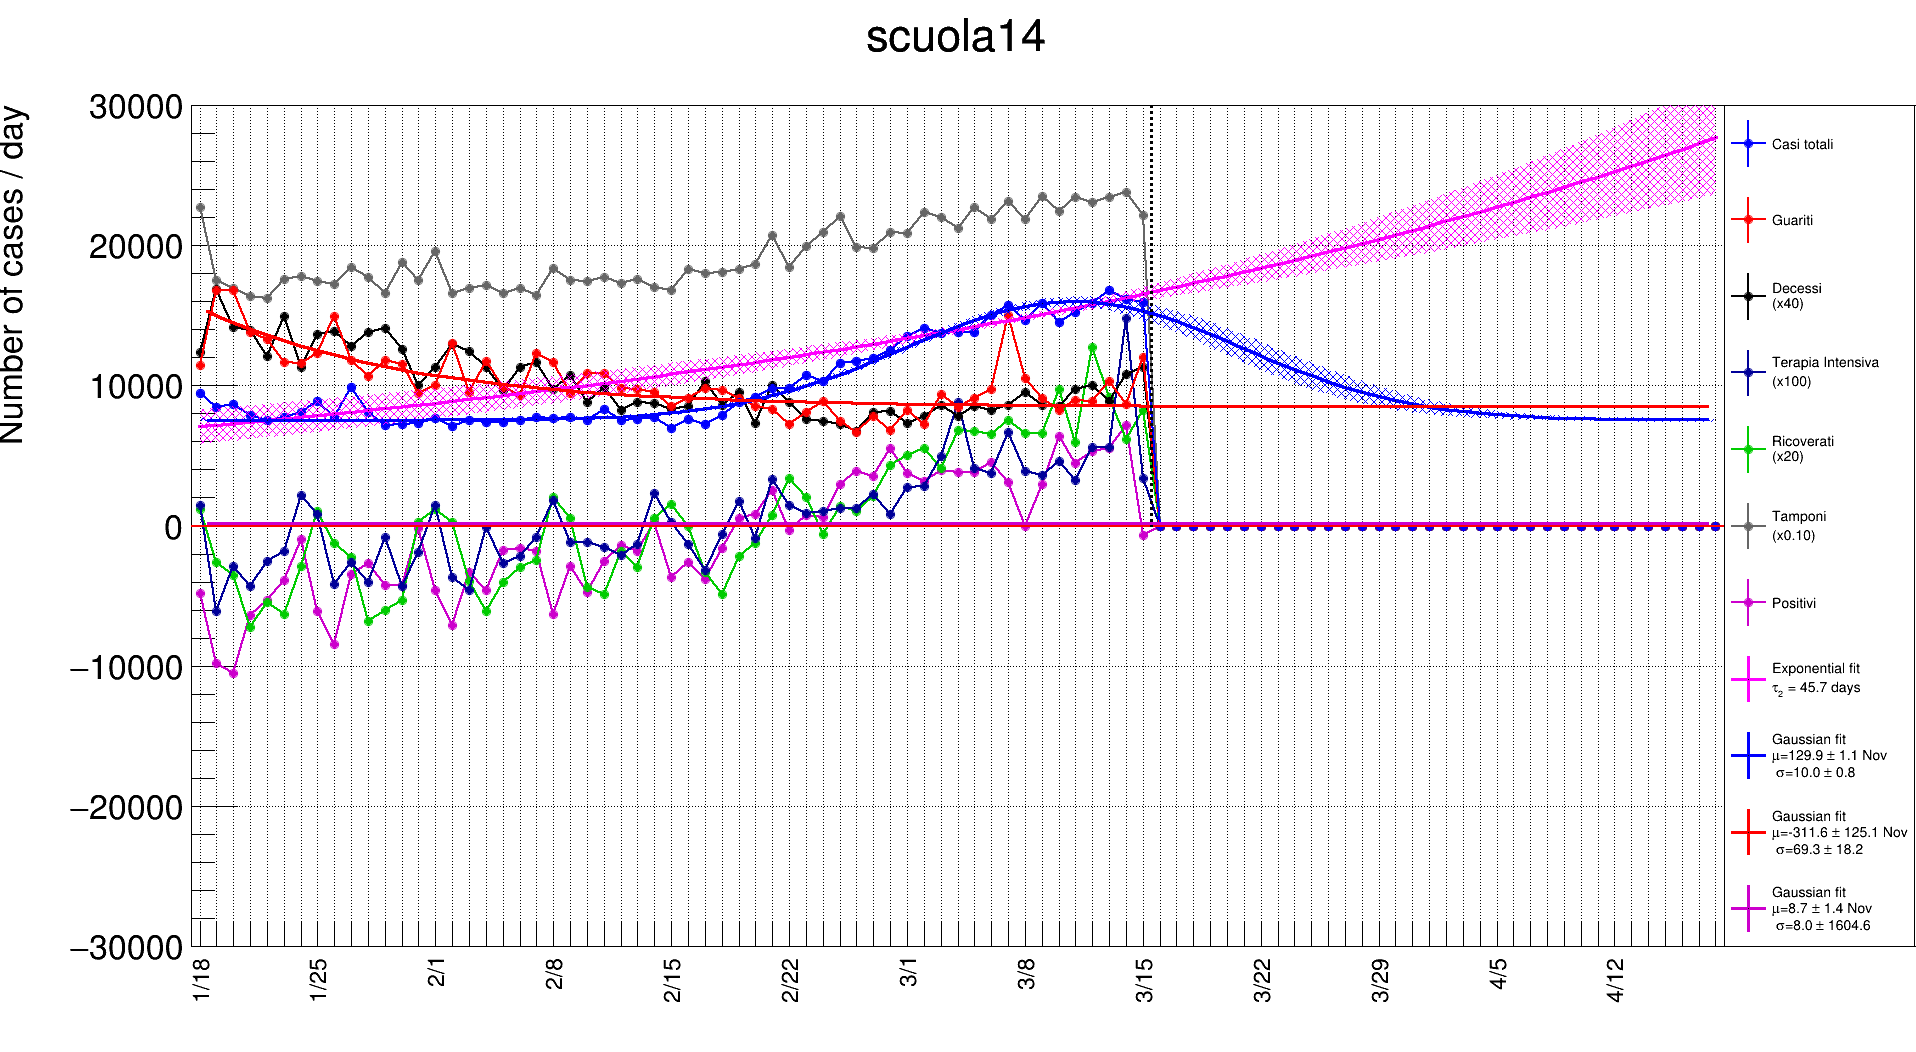 scuola14
Number of cases / day
30000
20000
10000
0
−10000
−20000
−30000
1/18
1/25
2/1
2/8
2/15
2/22
3/1
3/8
3/15
3/22
3/29
4/5
4/12
Casi totali
Guariti
Decessi
(x40)
Terapia Intensiva
(x100)
Ricoverati
(x20)
Tamponi
(x0.10)
Positivi
Exponential fit
τ2 = 45.7 days
Gaussian fit
μ=129.9 ± 1.1 Nov
σ=10.0 ± 0.8
Gaussian fit
μ=-311.6 ± 125.1 Nov
σ=69.3 ± 18.2
Gaussian fit
μ=8.7 ± 1.4 Nov
σ=8.0 ± 1604.6